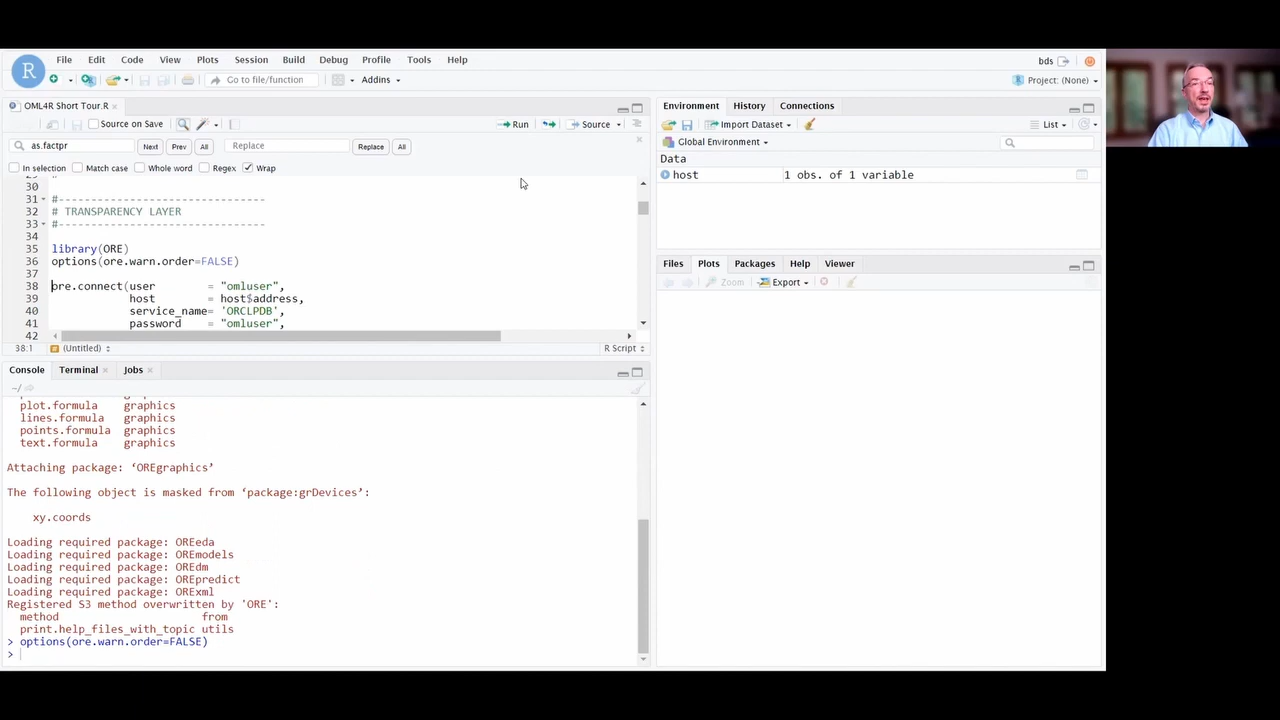 R
File Edit Code View Plots Session Build Debug Profile Tools Help
bds
Go to file/function
Addins
Project: (None)
OML4R Short Tour.R
Source on Save
Run
Source
as.factpr
Next
Prev
All
Replace
Replace
All
In selection
Match case
Whole word
Regex
Wrap
30
31 #-------------------------------
32 # TRANSPARENCY LAYER
33 #-------------------------------
34
35 library(ORE)
36 options(ore.warn.order=FALSE)
37
38 ore.connect(user = "omluser",
39 host = host$address,
40 service_name= 'ORCLPDB',
41 password = "omluser",
42
38:1
(Untitled)
R Script
Console
Terminal
Jobs
~/
plot.formula graphics
lines.formula graphics
points.formula graphics
text.formula graphics
Attaching package: ‘OREgraphics’
The following object is masked from ‘package:grDevices’:
xy.coords
Loading required package: OREeda
Loading required package: OREmodels
Loading required package: OREdm
Loading required package: OREpredict
Loading required package: ORExml
Registered S3 method overwritten by 'ORE':
method from
print.help_files_with_topic utils
> options(ore.warn.order=FALSE)
>
Environment
History
Connections
Import Dataset
List
Global Environment
Data
host 1 obs. of 1 variable
Files
Plots
Packages
Help
Viewer
Zoom
Export